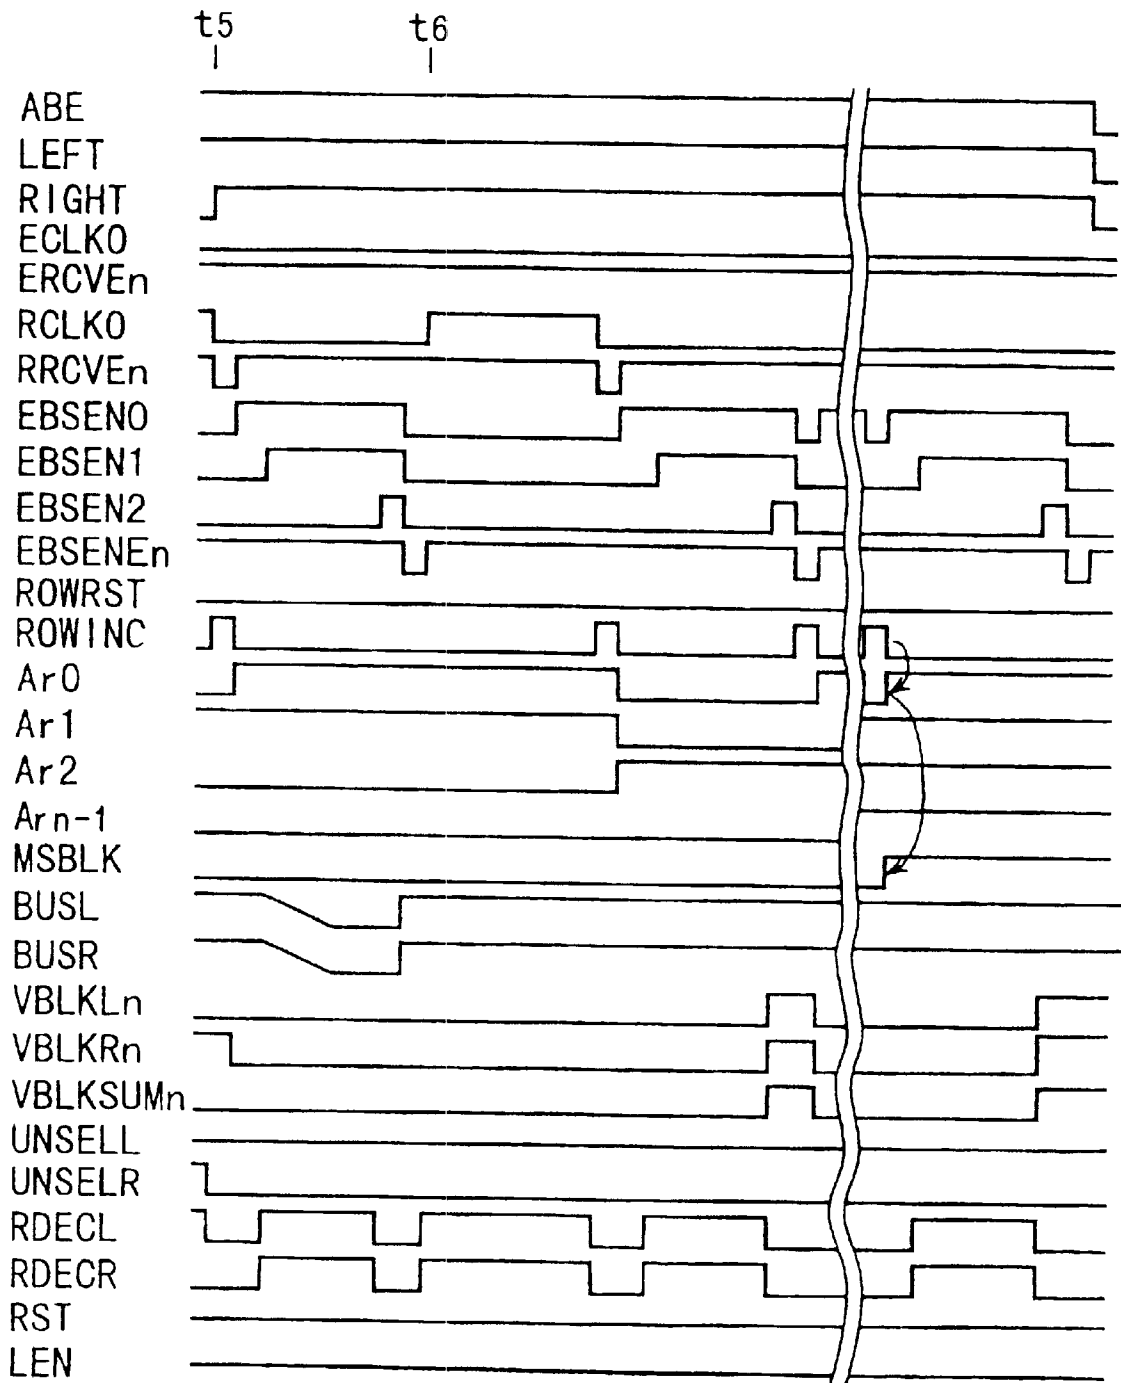 t5 t6
ABE
LEFT
RIGHT
ECLK0
ERCVEn
RCLK0
RRCVEn
EBSEN0
EBSEN1
EBSEN2
EBSENEn
ROWRST
ROWINC
Ar0
Ar1
Ar2
Arn-1
MSBLK
BUSL
BUSR
VBLKLn
VBLKRn
VBLKSUMn
UNSELL
UNSELR
RDECL
RDECR
RST
LEN